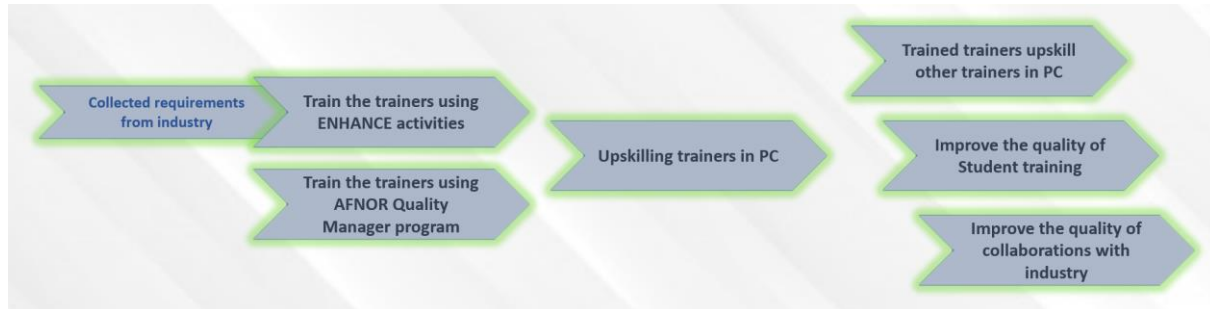 Collected requirements
from industry
Train the trainers using
ENHANCE activities
Train the trainers using
AFNOR Quality
Manager program
Upskilling trainers in PC
Trained trainers upskill
other trainers in PC
Improve the quality of
Student training
Improve the quality of
collaborations with
industry